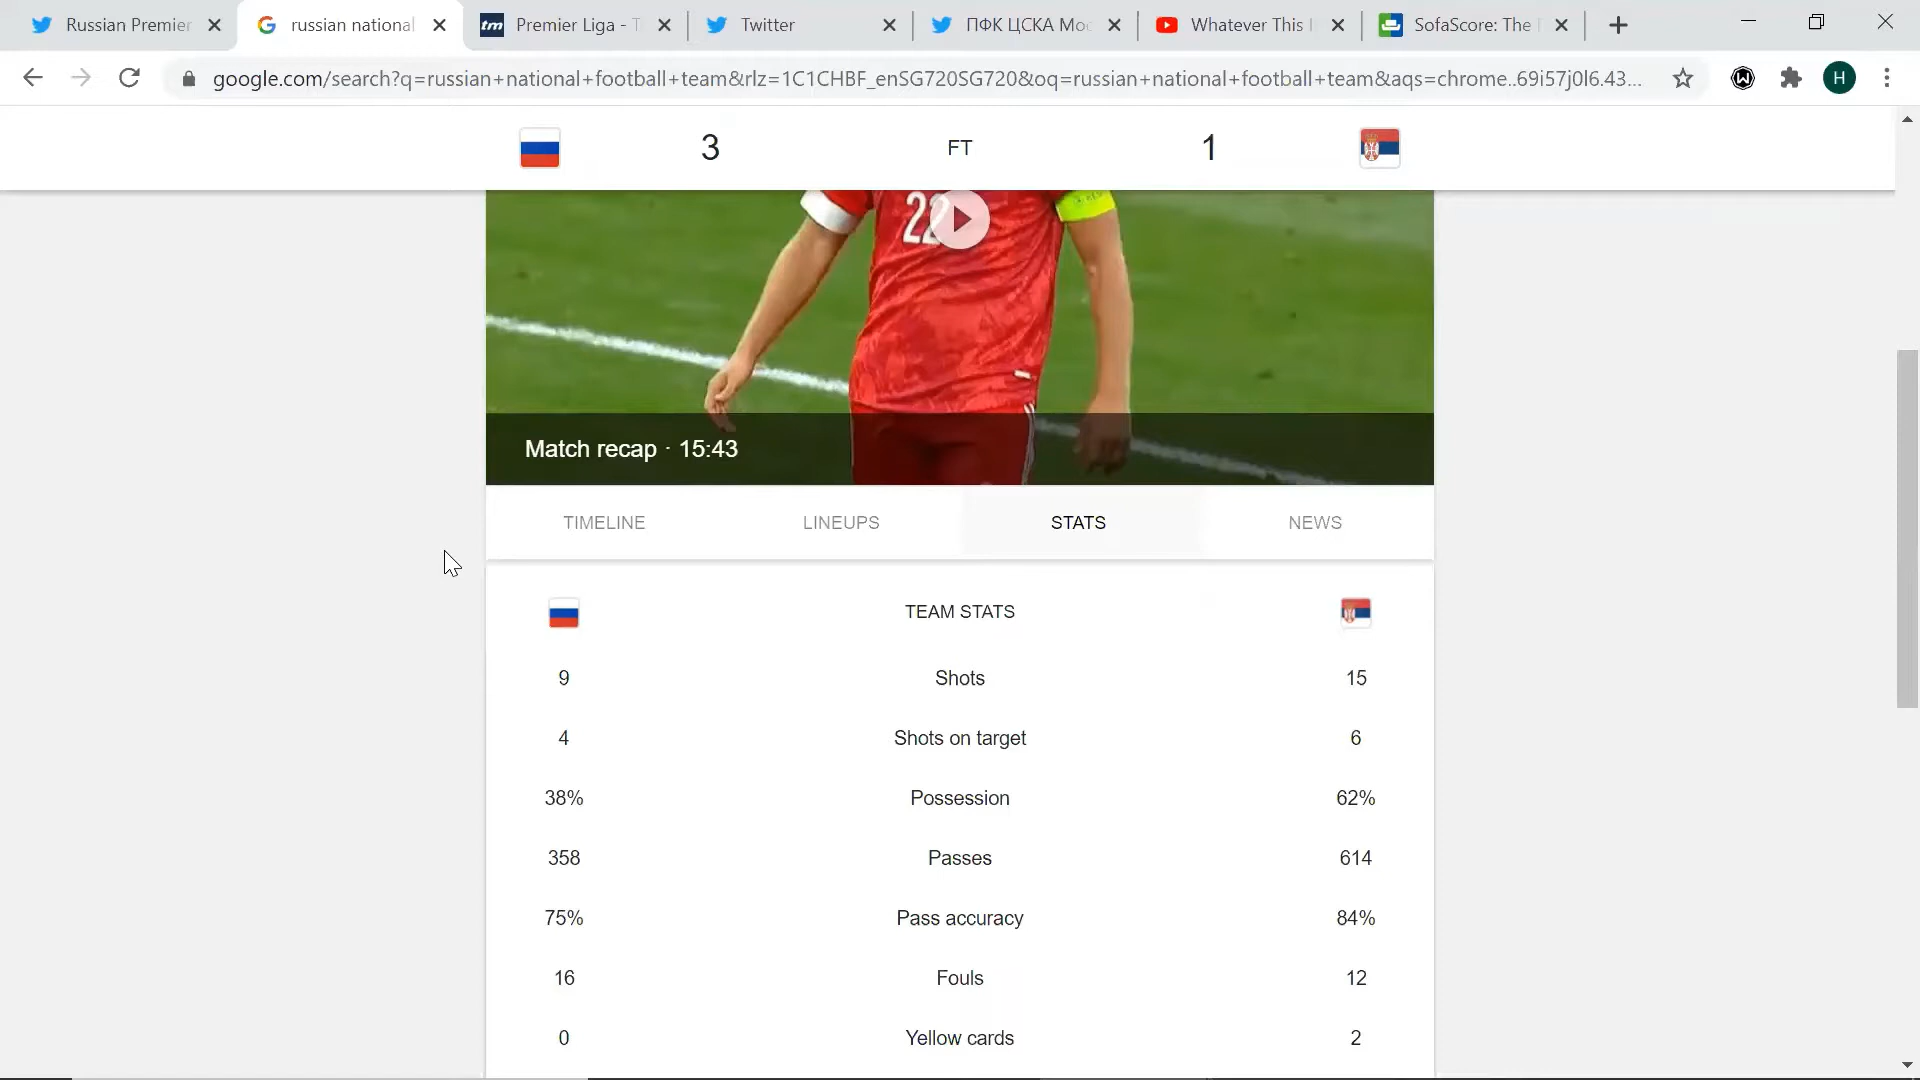 Russian Premier
russian national
tm Premier Liga - T
Twitter
ПФК ЦСКА Мос
Whatever This I
SofaScore: The
google.com/search?q=russian+national+football+team&rlz=1C1CHBF_enSG720SG720&oq=russian+national+football+team&aqs=chrome..69i57j0l6.43...
H
3 FT 1
22
Match recap · 15:43
TIMELINE LINEUPS STATS NEWS
TEAM STATS
9 Shots 15
4 Shots on target 6
38% Possession 62%
358 Passes 614
75% Pass accuracy 84%
16 Fouls 12
0 Yellow cards 2